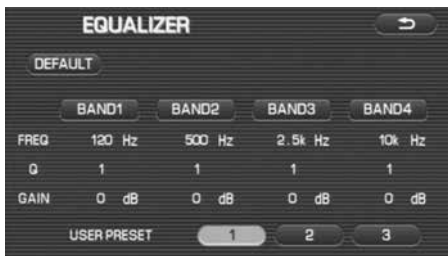 EQUALIZER
DEFAULT
BAND1 BAND2 BAND3 BAND4
FREQ 120 Hz 500 Hz 2.5k Hz 10k Hz
Q 1 1 1 1
GAIN 0 dB 0 dB 0 dB 0 dB
USER PRESET 1 2 3